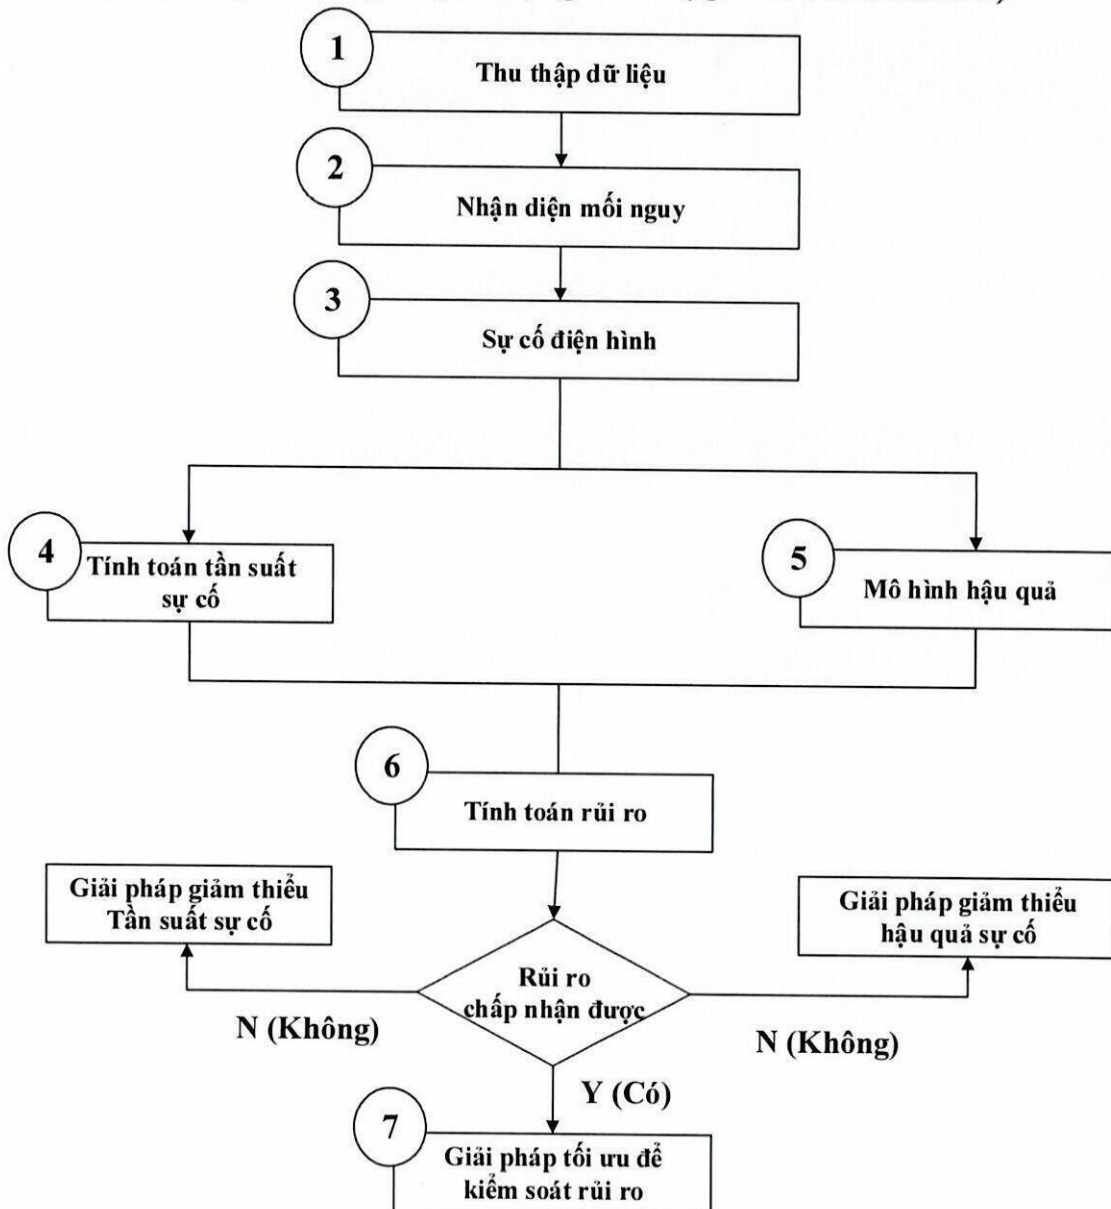 1
Thu thập dữ liệu
2
Nhận diện mối nguy
3
Sự cố điện hình
4
Tính toán tần suất
sự cố
5
Mô hình hậu quả
6
Tính toán rủi ro
Giải pháp giảm thiểu
Tần suất sự cố
Giải pháp giảm thiểu
hậu quả sự cố
Rủi ro
chấp nhận được
N (Không)
N (Không)
Y (Có)
7
Giải pháp tối ưu để
kiểm soát rủi ro